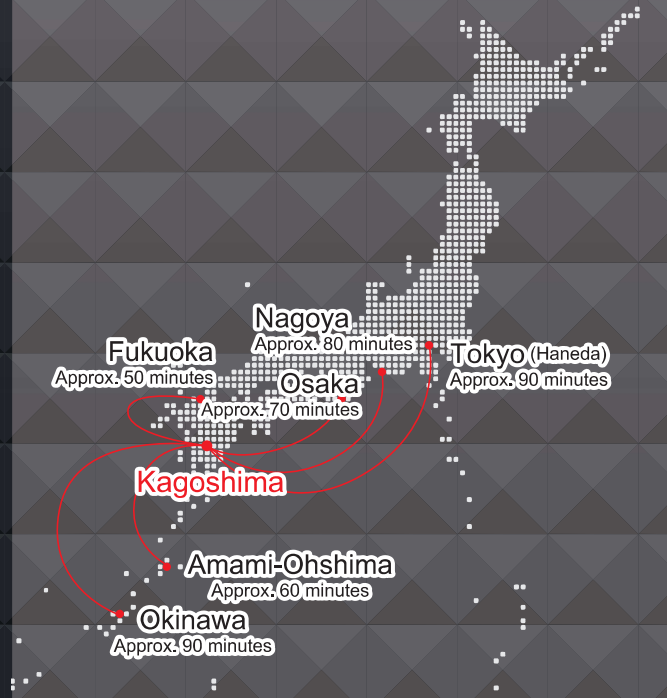 Nagoya
Approx. 80 minutes
Fukuoka
Approx. 50 minutes
Tokyo (Haneda)
Approx. 90 minutes
Osaka
Approx. 70 minutes
Kagoshima
Amami-Ohshima
Approx. 60 minutes
Okinawa
Approx. 90 minutes